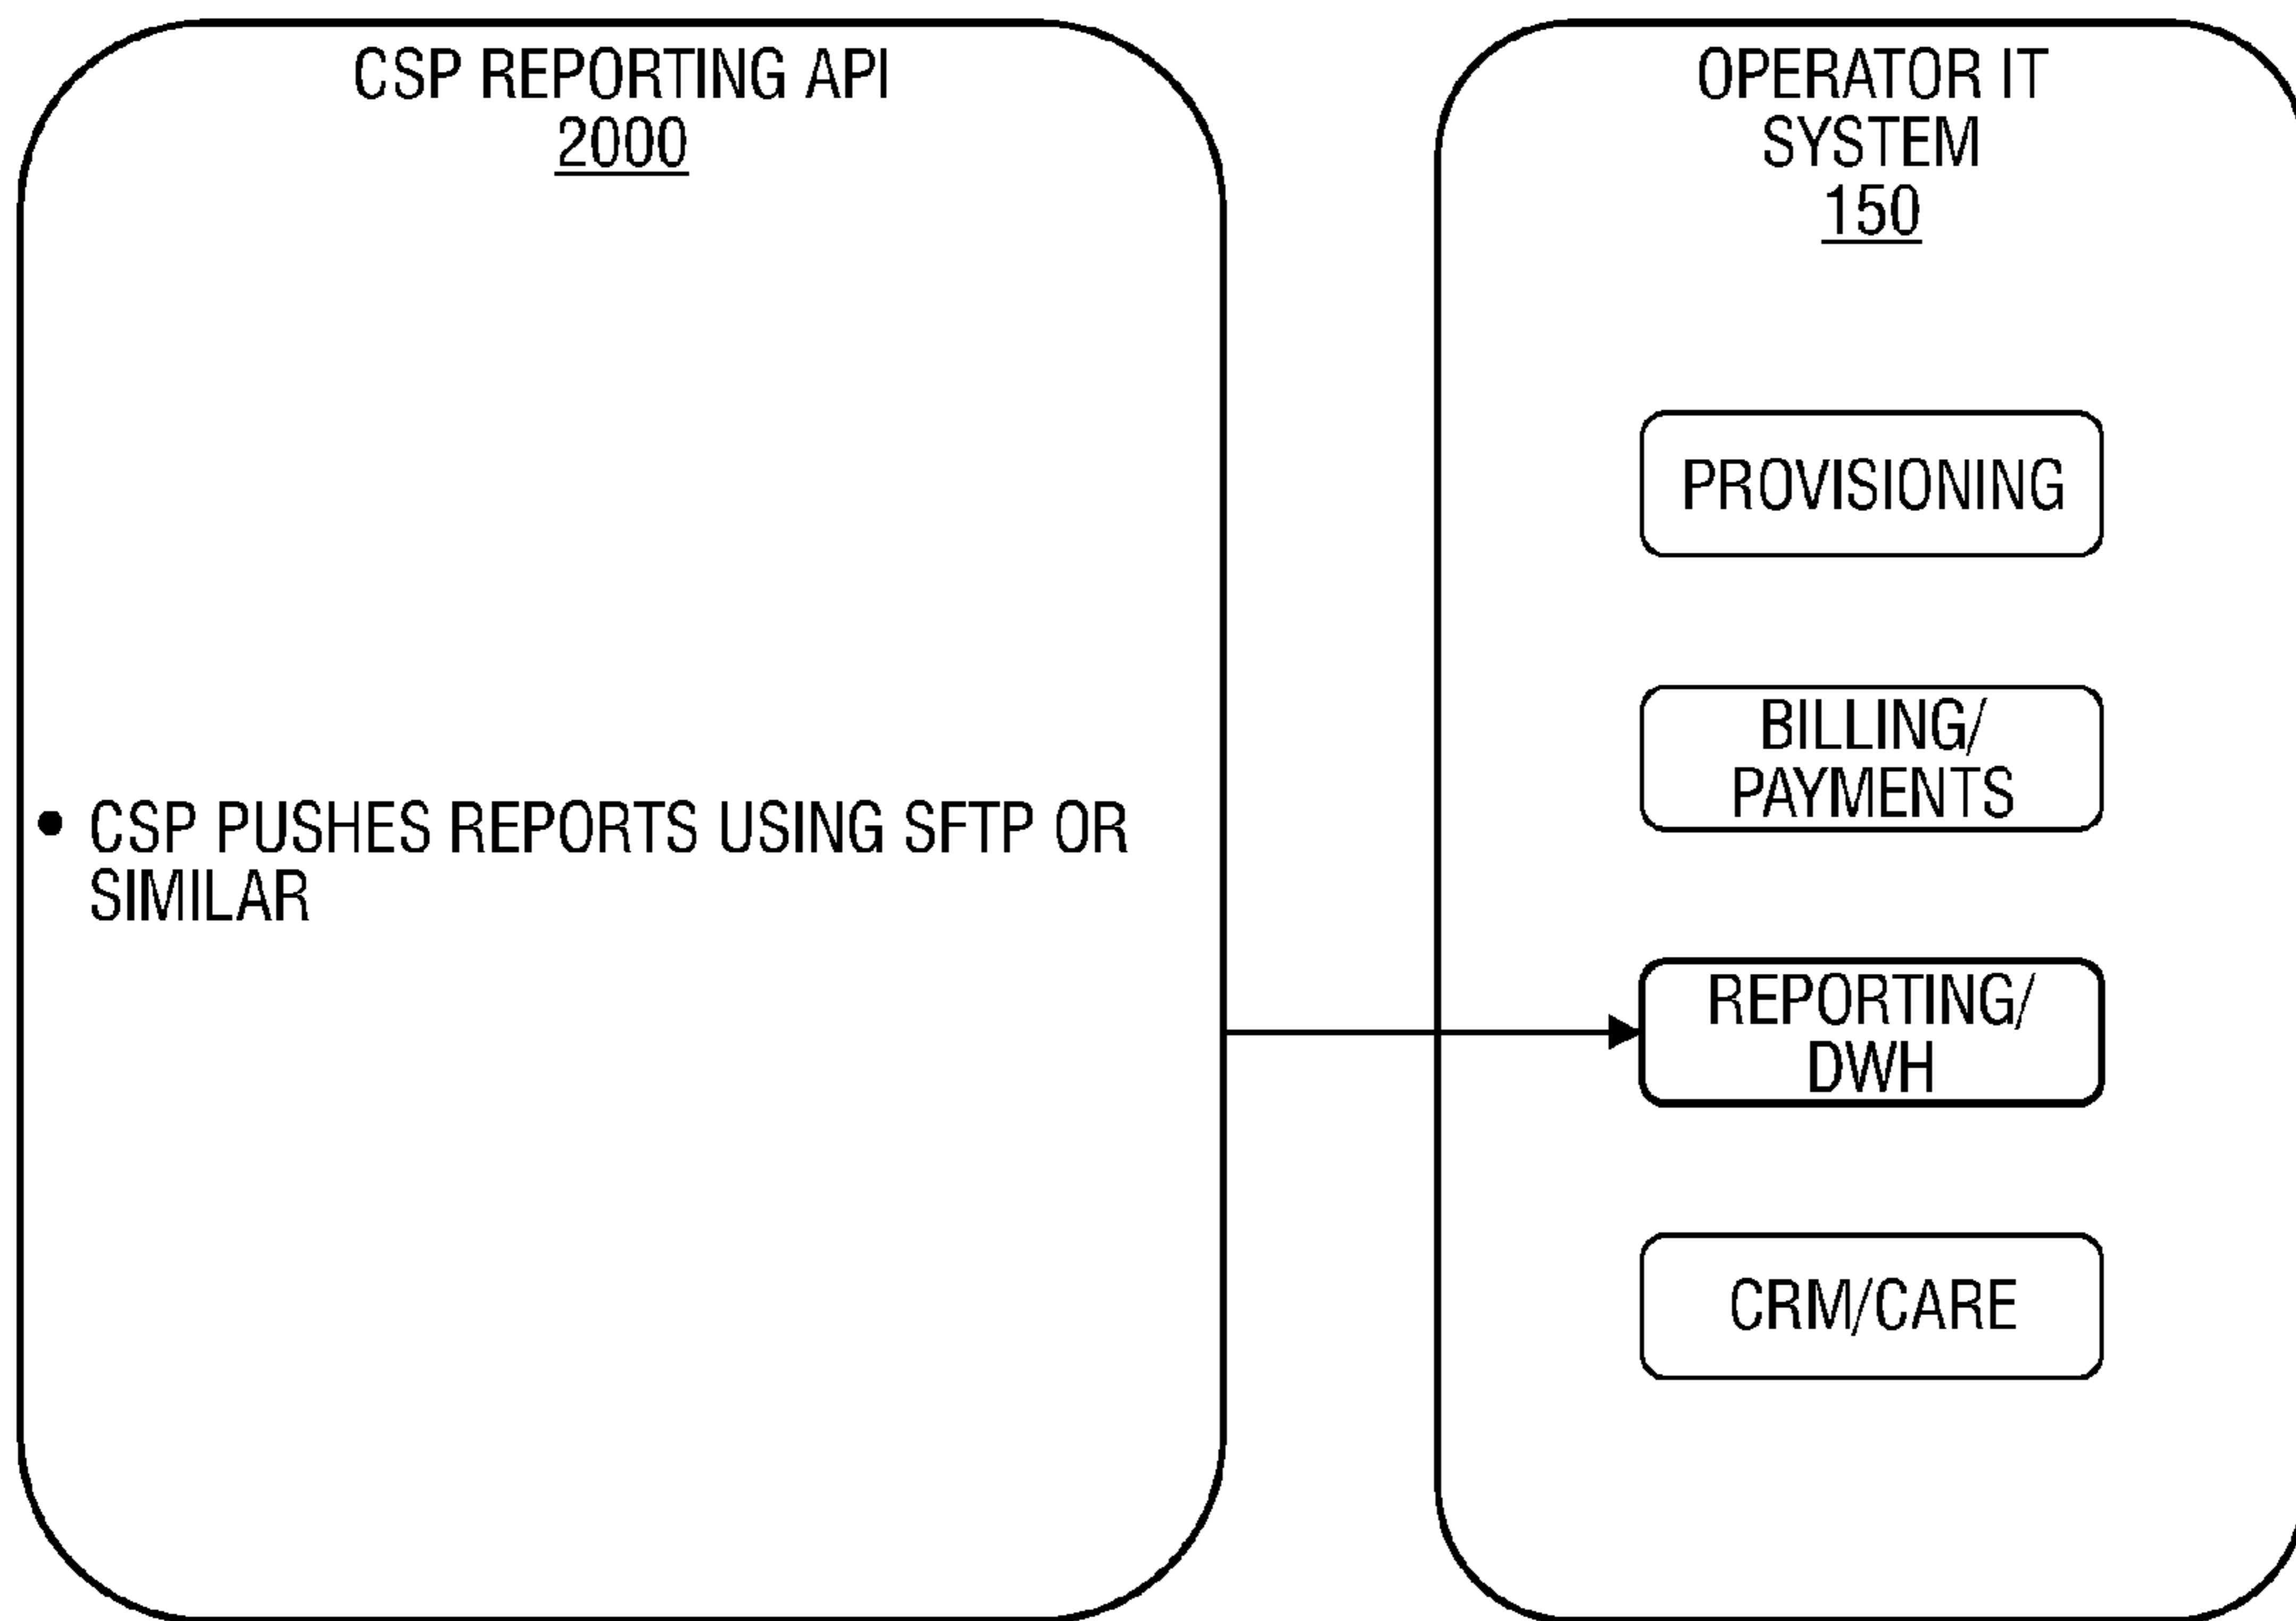 CSP REPORTING API
2000
• CSP PUSHES REPORTS USING SFTP OR
SIMILAR
OPERATOR IT
SYSTEM
150
PROVISIONING
BILLING/
PAYMENTS
REPORTING/
DWH
CRM/CARE